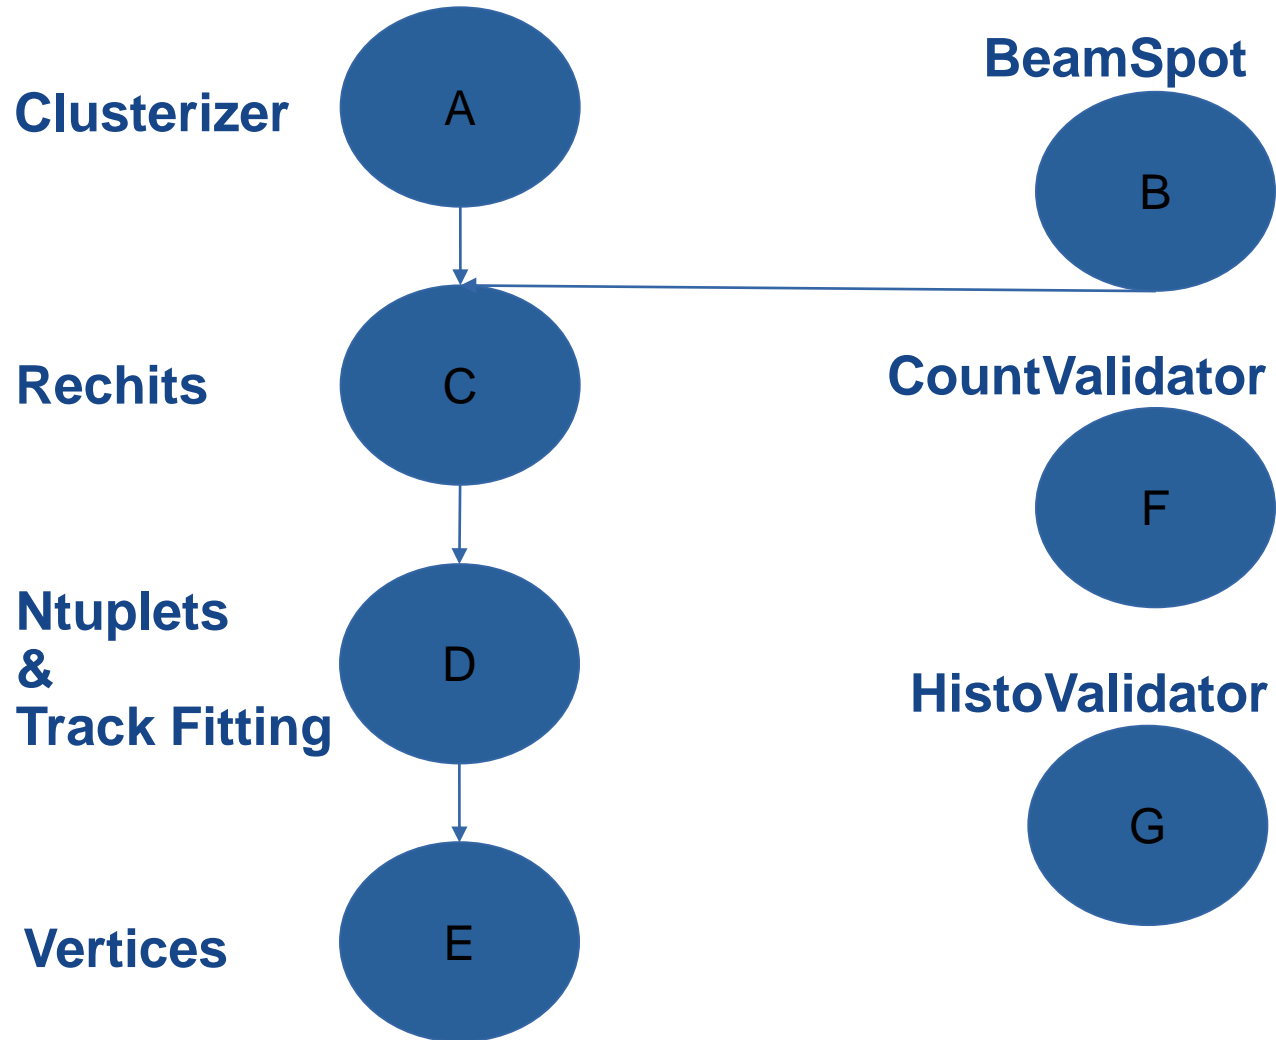 BeamSpot
Clusterizer
A
B
Rechits
C
CountValidator
F
Ntuplets
&
Track Fitting
D
HistoValidator
G
Vertices
E